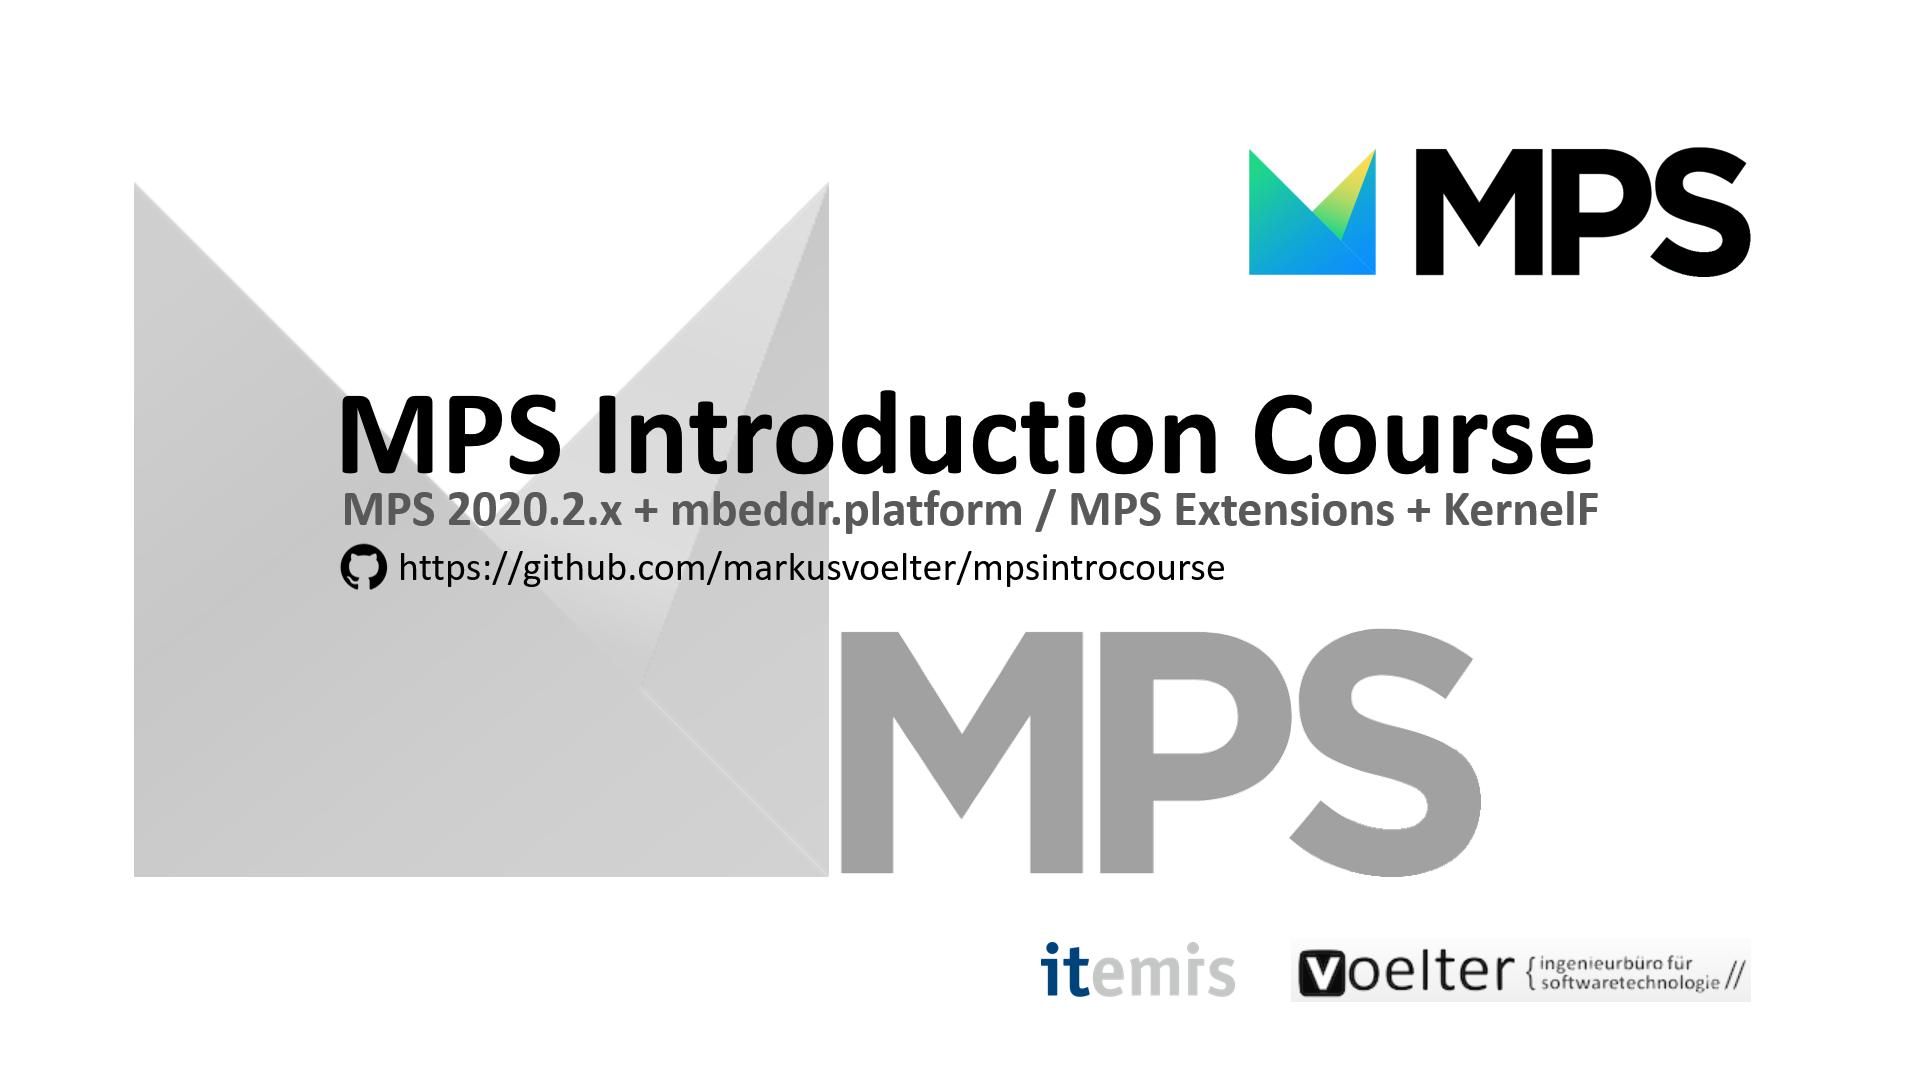 MPS
MPS Introduction Course
MPS 2020.2.x + mbeddr.platform / MPS Extensions + KernelF
https://github.com/markusvoelter/mpsintrocourse
MPS
itemis
voelter { ingenieurbüro für
softwaretechnologie //